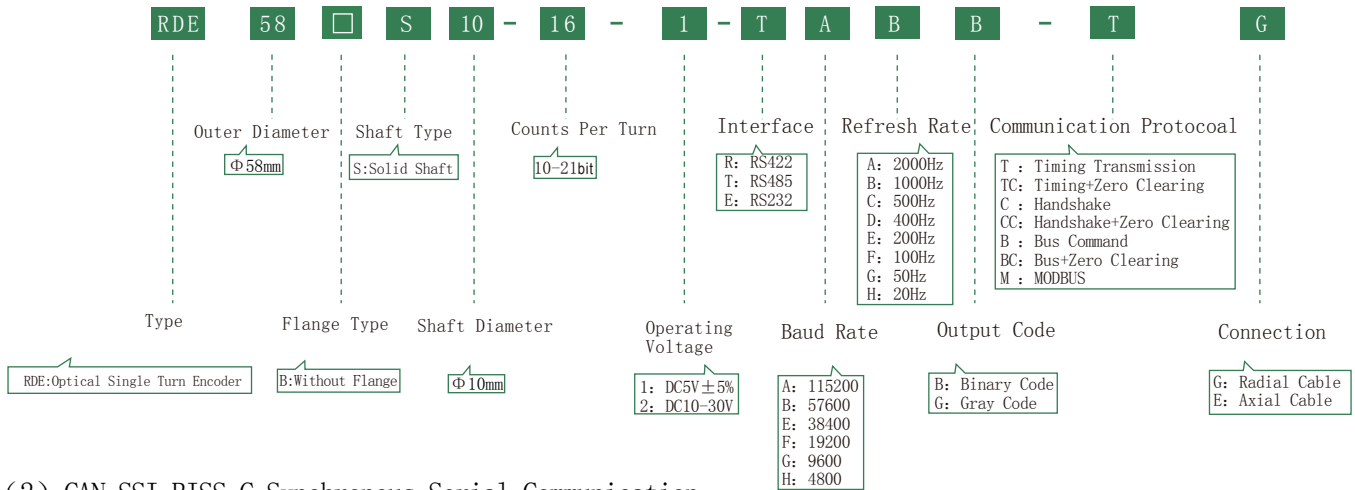 RDE 58 □ S 10 - 16 - 1 - T A B B - T G
Outer Diameter
Φ58mm
Shaft Type
S:Solid Shaft
Counts Per Turn
10-21bit
Interface
R: RS422
T: RS485
E: RS232
Refresh Rate
A: 2000Hz
B: 1000Hz
C: 500Hz
D: 400Hz
E: 200Hz
F: 100Hz
G: 50Hz
H: 20Hz
Communication Protocoal
T : Timing Transmission
TC: Timing+Zero Clearing
C : Handshake
CC: Handshake+Zero Clearing
B : Bus Command
BC: Bus+Zero Clearing
M : MODBUS
Type
RDE:Optical Single Turn Encoder
Flange Type
B:Without Flange
Shaft Diameter
Φ10mm
Operating
Voltage
1: DC5V±5%
2: DC10-30V
Baud Rate
A: 115200
B: 57600
E: 38400
F: 19200
G: 9600
H: 4800
Output Code
B: Binary Code
G: Gray Code
Connection
G: Radial Cable
E: Axial Cable